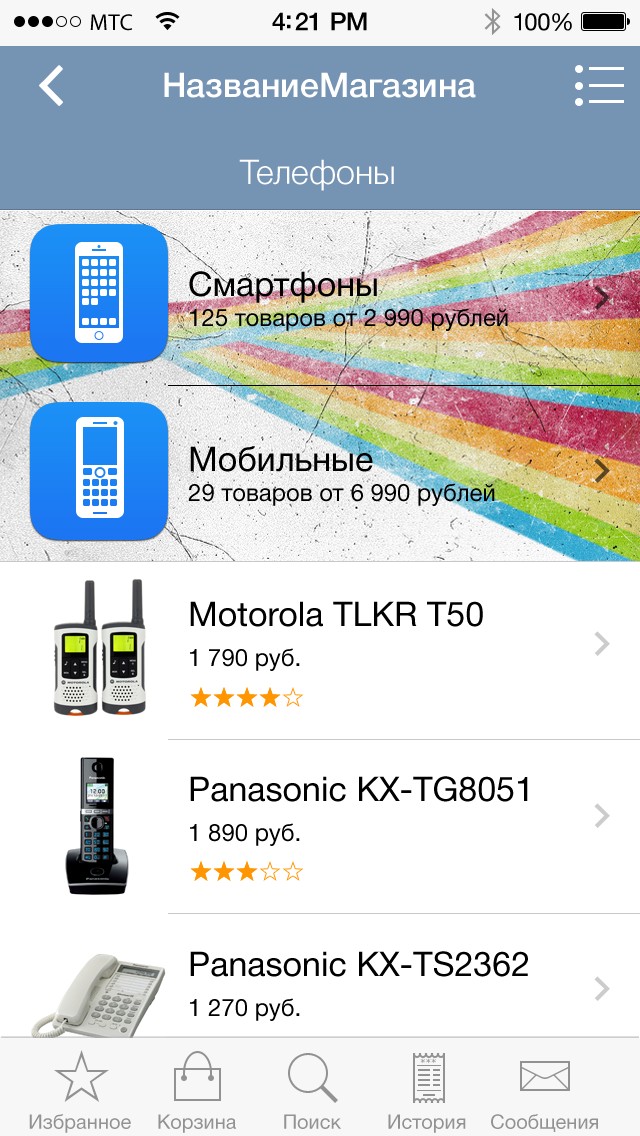 МТС 4:21 PM 100%
НазваниеМагазина
Телефоны
Смартфоны
125 товаров от 2 990 рублей
Мобильные
29 товаров от 6 990 рублей
Motorola TLKR T50
1 790 руб.
Panasonic KX-TG8051
1 890 руб.
Panasonic KX-TS2362
1 270 руб.
Избранное Корзина Поиск История Сообщения